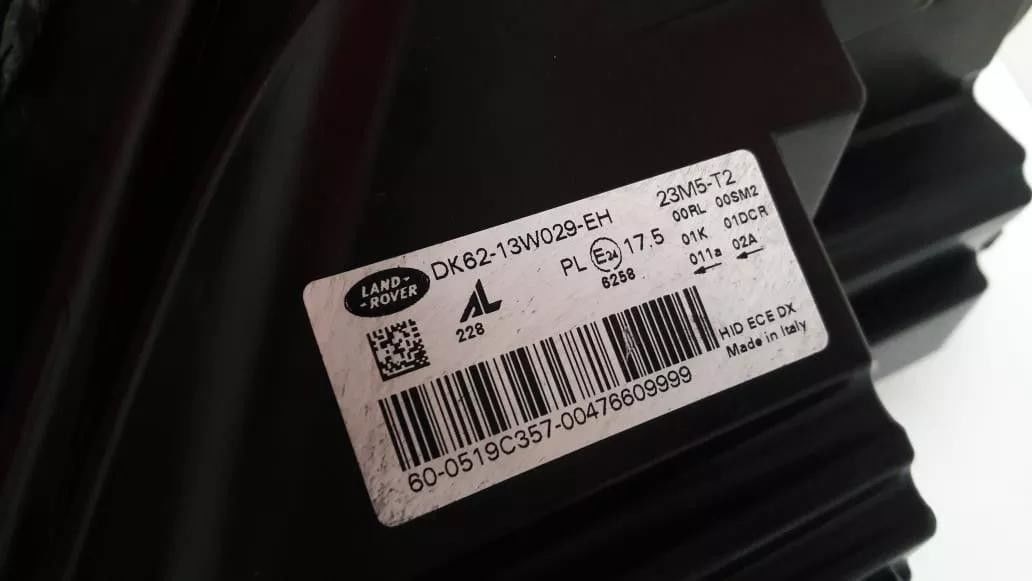 LAND-
-ROVER
DK62-13W029-EH
23M5-T2
AL
228
PL E24 17.5
8258
00RL 00SM2
01K 01DCR
011a 02A
HID ECE DX
Made in Italy
60-0519C357-00476609999